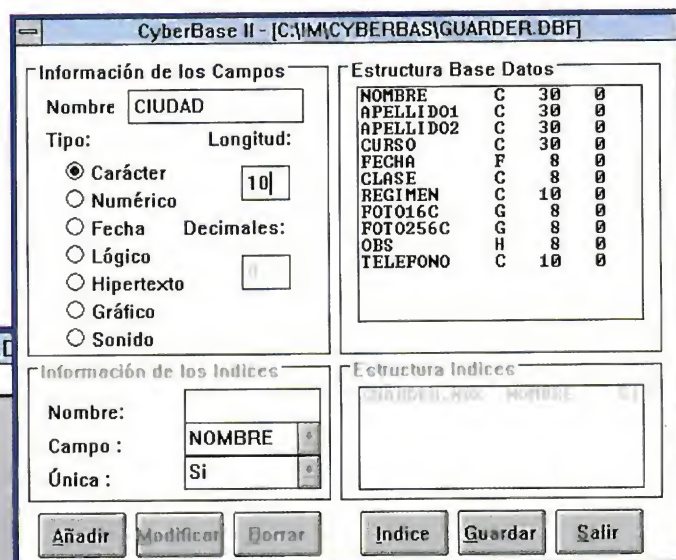 CyberBase II - [C:\IM\CYBERBAS\GUARDER.DBF]
Información de los Campos
Nombre CIUDAD
Tipo: Longitud:
Carácter 10
Numérico
Fecha Decimales:
Lógico 0
Hipertexto
Gráfico
Sonido
Estructura Base Datos
NOMBRE C 30 0
APELLIDO1 C 30 0
APELLIDO2 C 30 0
CURSO C 30 0
FECHA F 8 0
CLASE C 8 0
REGIMEN C 10 0
FOTO16C G 8 0
FOTO256C G 8 0
OBS H 8 0
TELEFONO C 10 0
Información de los Indices
Nombre:
Campo : NOMBRE
Única : Si
Estructura Indices
NOMBRE
Añadir Modificar Borrar Indice Guardar Salir